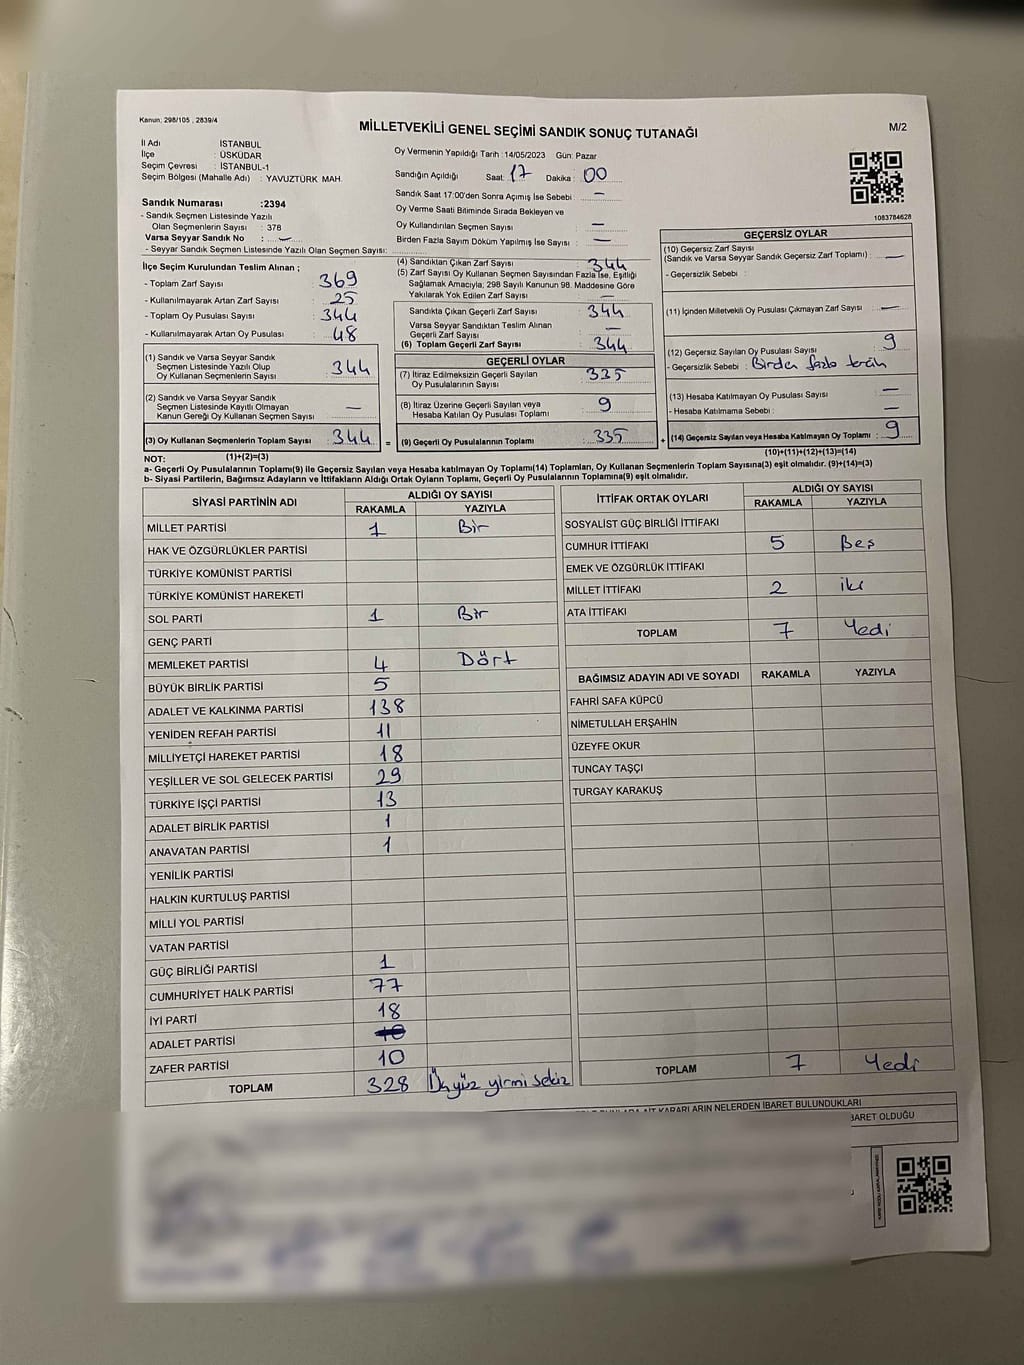 Kanun; 298/105 , 2839/4
MİLLETVEKİLİ GENEL SEÇİMİ SANDIK SONUÇ TUTANAĞI
M/2
İl Adı : İSTANBUL
İlçe : ÜSKÜDAR
Seçim Çevresi : İSTANBUL-1
Seçim Bölgesi (Mahalle Adı) : YAVUZTÜRK MAH.
Sandık Numarası :2394
- Sandık Seçmen Listesinde Yazılı
Olan Seçmenlerin Sayısı : 378
Varsa Seyyar Sandık No : —
- Seyyar Sandık Seçmen Listesinde Yazılı Olan Seçmen Sayısı:
İlçe Seçim Kurulundan Teslim Alınan ;
- Toplam Zarf Sayısı : 369
- Kullanılmayarak Artan Zarf Sayısı : 25
- Toplam Oy Pusulası Sayısı : 344
- Kullanılmayarak Artan Oy Pusulası : 48
(1) Sandık ve Varsa Seyyar Sandık
Seçmen Listesinde Yazılı Olup
Oy Kullanan Seçmenlerin Sayısı : 344
(2) Sandık ve Varsa Seyyar Sandık
Seçmen Listesinde Kayıtlı Olmayan
Kanun Gereği Oy Kullanan Seçmen Sayısı : —
(3) Oy Kullanan Seçmenlerin Toplam Sayısı : 344 =
Oy Vermenin Yapıldığı Tarih :14/05/2023 Gün: Pazar
Sandığın Açıldığı Saat: 17 Dakika : 00
Sandık Saat 17:00'den Sonra Açımış İse Sebebi : —
Oy Verme Saati Bitiminde Sırada Bekleyen ve
Oy Kullandırılan Seçmen Sayısı : —
Birden Fazla Sayım Döküm Yapılmış İse Sayısı : —
(4) Sandıktan Çıkan Zarf Sayısı : 344
(5) Zarf Sayısı Oy Kullanan Seçmen Sayısından Fazla İse, Eşitliği
Sağlamak Amacıyla; 298 Sayılı Kanunun 98. Maddesine Göre
Yakılarak Yok Edilen Zarf Sayısı : —
Sandıkta Çıkan Geçerli Zarf Sayısı : 344
Varsa Seyyar Sandıktan Teslim Alınan
Geçerli Zarf Sayısı : —
(6) Toplam Geçerli Zarf Sayısı : 344
GEÇERLİ OYLAR
(7) İtiraz Edilmeksizin Geçerli Sayılan
Oy Pusulalarının Sayısı : 335
(8) İtiraz Üzerine Geçerli Sayılan veya
Hesaba Katılan Oy Pusulası Toplamı : 9
(9) Geçerli Oy Pusulalarının Toplamı : 335 +
1083784628
GEÇERSİZ OYLAR
(10) Geçersiz Zarf Sayısı
(Sandık ve Varsa Seyyar Sandık Geçersiz Zarf Toplamı) : —
- Geçersizlik Sebebi :
(11) İçinden Milletvekili Oy Pusulası Çıkmayan Zarf Sayısı : —
(12) Geçersiz Sayılan Oy Pusulası Sayısı : 9
- Geçersizlik Sebebi : Birden fazla tercih
(13) Hesaba Katılmayan Oy Pusulası Sayısı : —
- Hesaba Katılmama Sebebi : —
(14) Geçersiz Sayılan veya Hesaba Katılmayan Oy Toplamı : 9
NOT: (1)+(2)=(3) (10)+(11)+(12)+(13)=(14)
a- Geçerli Oy Pusulalarının Toplamı(9) ile Geçersiz Sayılan veya Hesaba katılmayan Oy Toplamı(14) Toplamları, Oy Kullanan Seçmenlerin Toplam Sayısına(3) eşit olmalıdır. (9)+(14)=(3)
b- Siyasi Partilerin, Bağımsız Adayların ve İttifakların Aldığı Ortak Oyların Toplamı, Geçerli Oy Pusulalarının Toplamına(9) eşit olmalıdır.
SİYASİ PARTİNİN ADI ALDIĞI OY SAYISI
RAKAMLA YAZIYLA
MİLLET PARTİSİ 1 Bir
HAK VE ÖZGÜRLÜKLER PARTİSİ
TÜRKİYE KOMÜNİST PARTİSİ
TÜRKİYE KOMÜNİST HAREKETİ
SOL PARTİ 1 Bir
GENÇ PARTİ
MEMLEKET PARTİSİ 4 Dört
BÜYÜK BİRLİK PARTİSİ 5
ADALET VE KALKINMA PARTİSİ 138
YENİDEN REFAH PARTİSİ 11
MİLLİYETÇİ HAREKET PARTİSİ 18
YEŞİLLER VE SOL GELECEK PARTİSİ 29
TÜRKİYE İŞÇİ PARTİSİ 13
ADALET BİRLİK PARTİSİ 1
ANAVATAN PARTİSİ 1
YENİLİK PARTİSİ
HALKIN KURTULUŞ PARTİSİ
MİLLİ YOL PARTİSİ
VATAN PARTİSİ
GÜÇ BİRLİĞİ PARTİSİ 1
CUMHURİYET HALK PARTİSİ 77
İYİ PARTİ 18
ADALET PARTİSİ
ZAFER PARTİSİ 10
TOPLAM 328 Üçyüz yirmi sekiz
İTTİFAK ORTAK OYLARI ALDIĞI OY SAYISI
RAKAMLA YAZIYLA
SOSYALİST GÜÇ BİRLİĞİ İTTİFAKI
CUMHUR İTTİFAKI 5 Beş
EMEK VE ÖZGÜRLÜK İTTİFAKI
MİLLET İTTİFAKI 2 iki
ATA İTTİFAKI
TOPLAM 7 Yedi
BAĞIMSIZ ADAYIN ADI VE SOYADI RAKAMLA YAZIYLA
FAHRİ SAFA KÜPCÜ
NİMETULLAH ERŞAHİN
ÜZEYFE OKUR
TUNCAY TAŞÇI
TURGAY KARAKUŞ
TOPLAM 7 Yedi
KARARLARIN NELERDEN İBARET BULUNDUKLARI
İBARET OLDUĞU